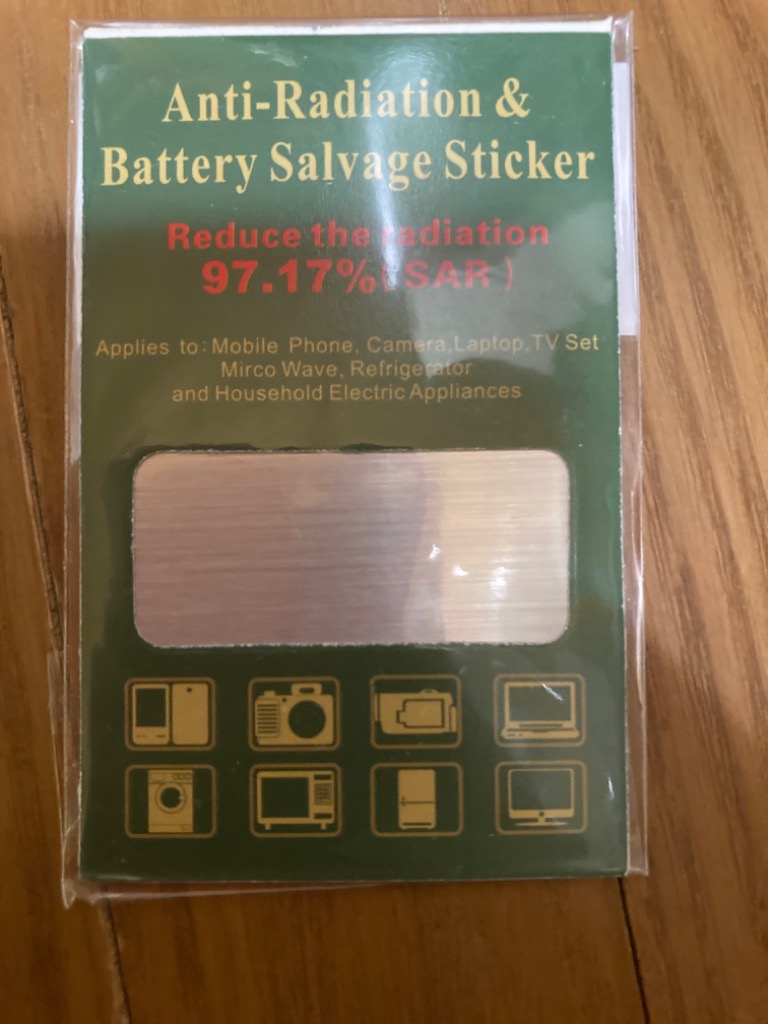 Anti-Radiation &
Battery Salvage Sticker
Reduce the radiation
97.17%(SAR)
Applies to: Mobile Phone, Camera,Laptop,TV Set
Mirco Wave, Refrigerator
and Household Electric Appliances